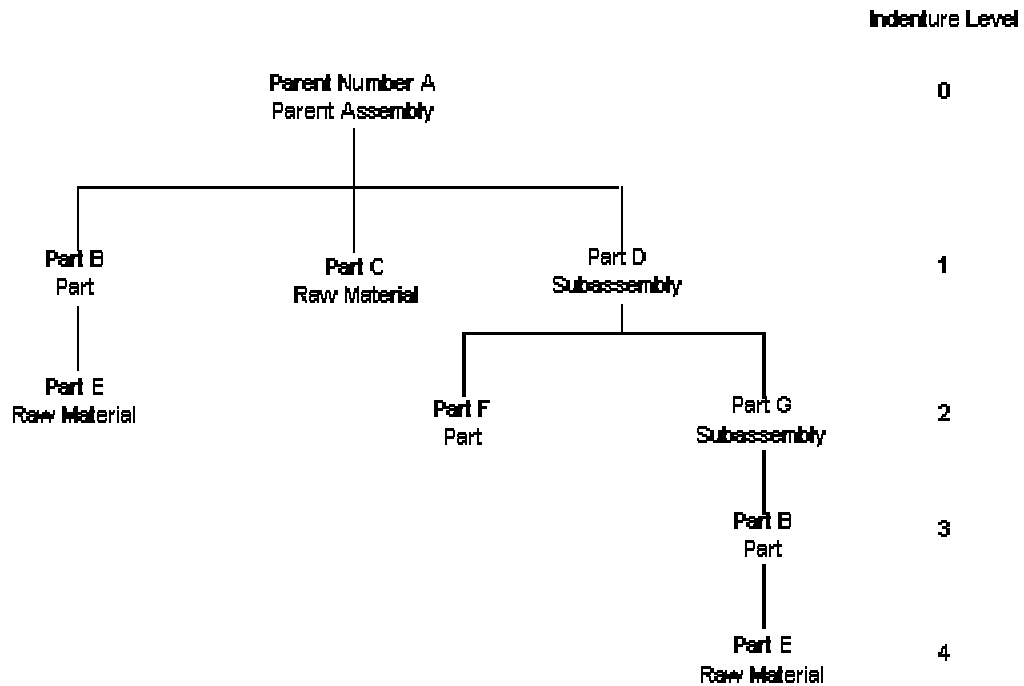 Indenture Level
Parent Number A
Parent Assembly
0
Part B
Part
Part C
Raw Material
Part D
Subassembly
1
Part E
Raw Material
Part F
Part
Part G
Subassembly
2
Part B
Part
3
Part E
Raw Material
4